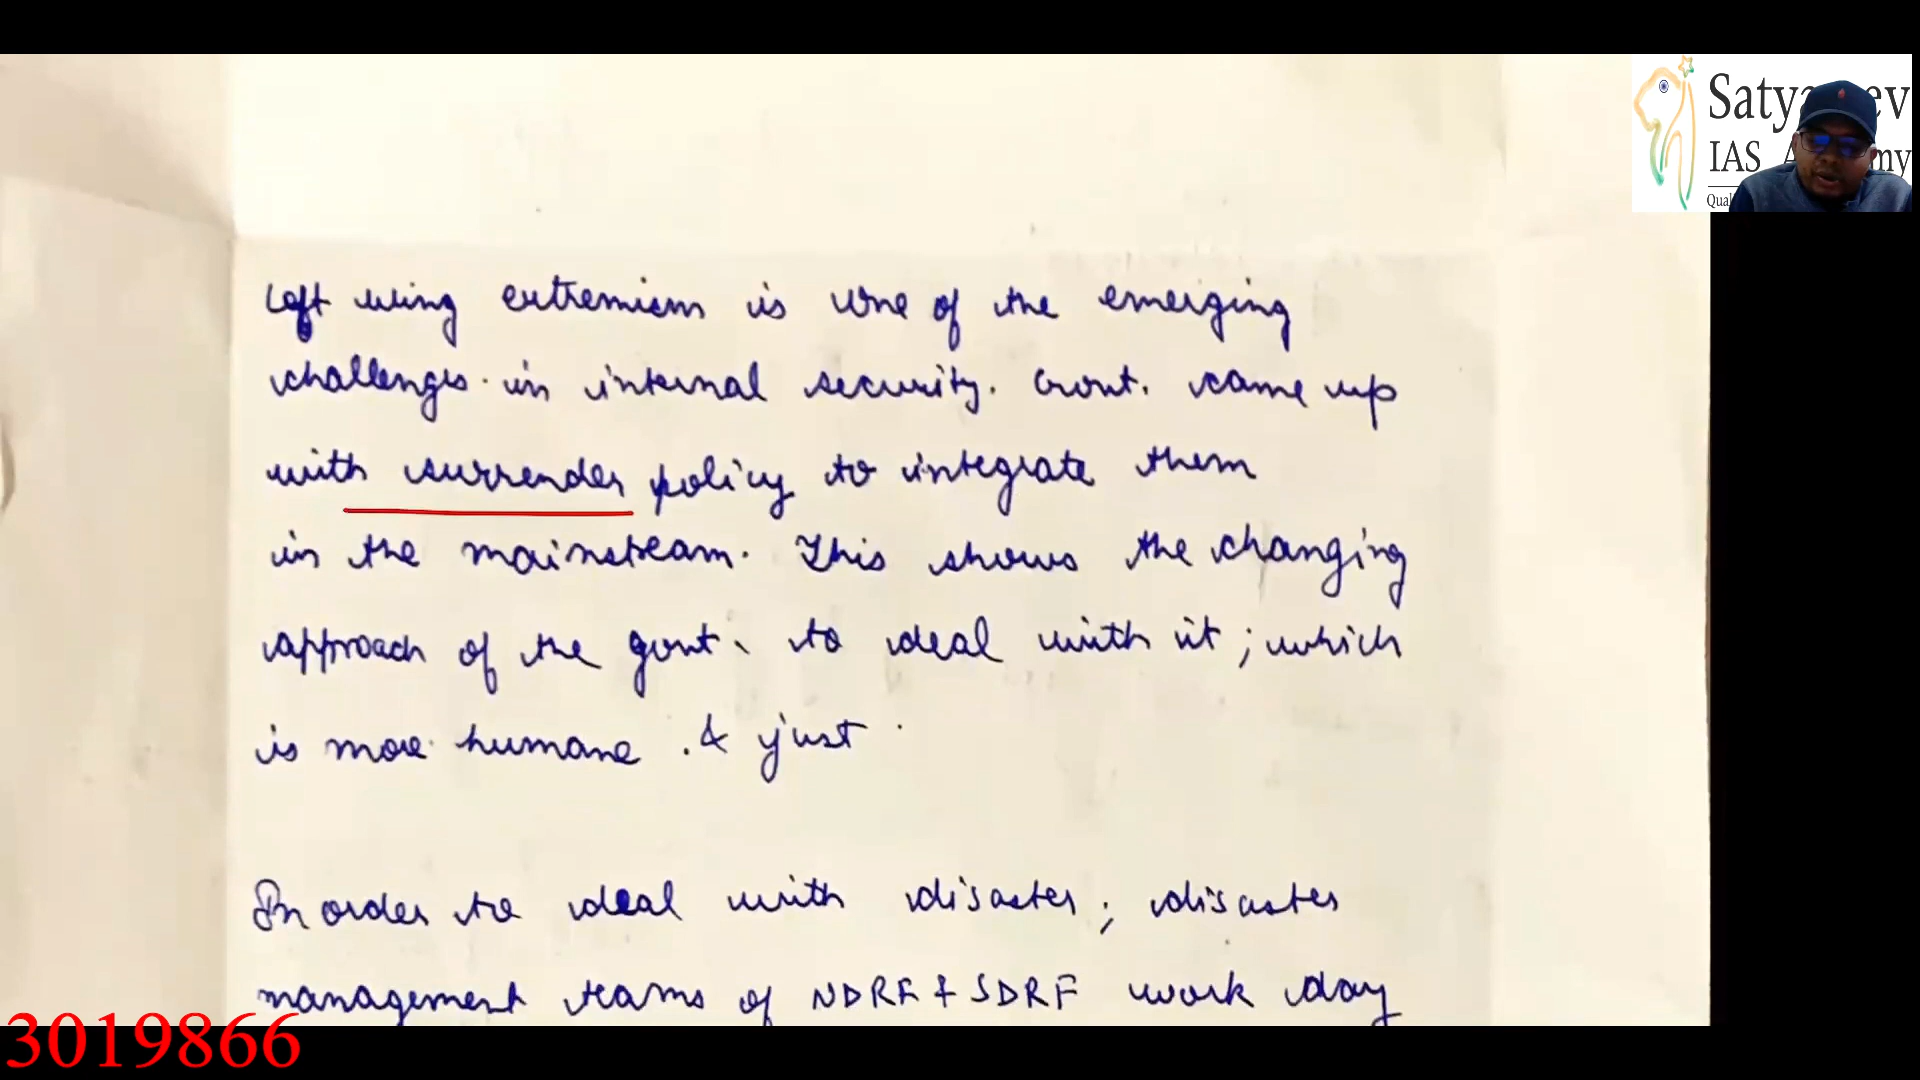 Left wing extremism is one of the emerging
challenges in internal security. Govt. came up
with surrender policy to integrate them
in the mainstream. This shows the changing
approach of the govt. to deal with it; which
is more humane & just.
In order to deal with disaster; disaster
management teams of NDRF & SDRF work day
Satya ev
IAS A my
Qual
3019866